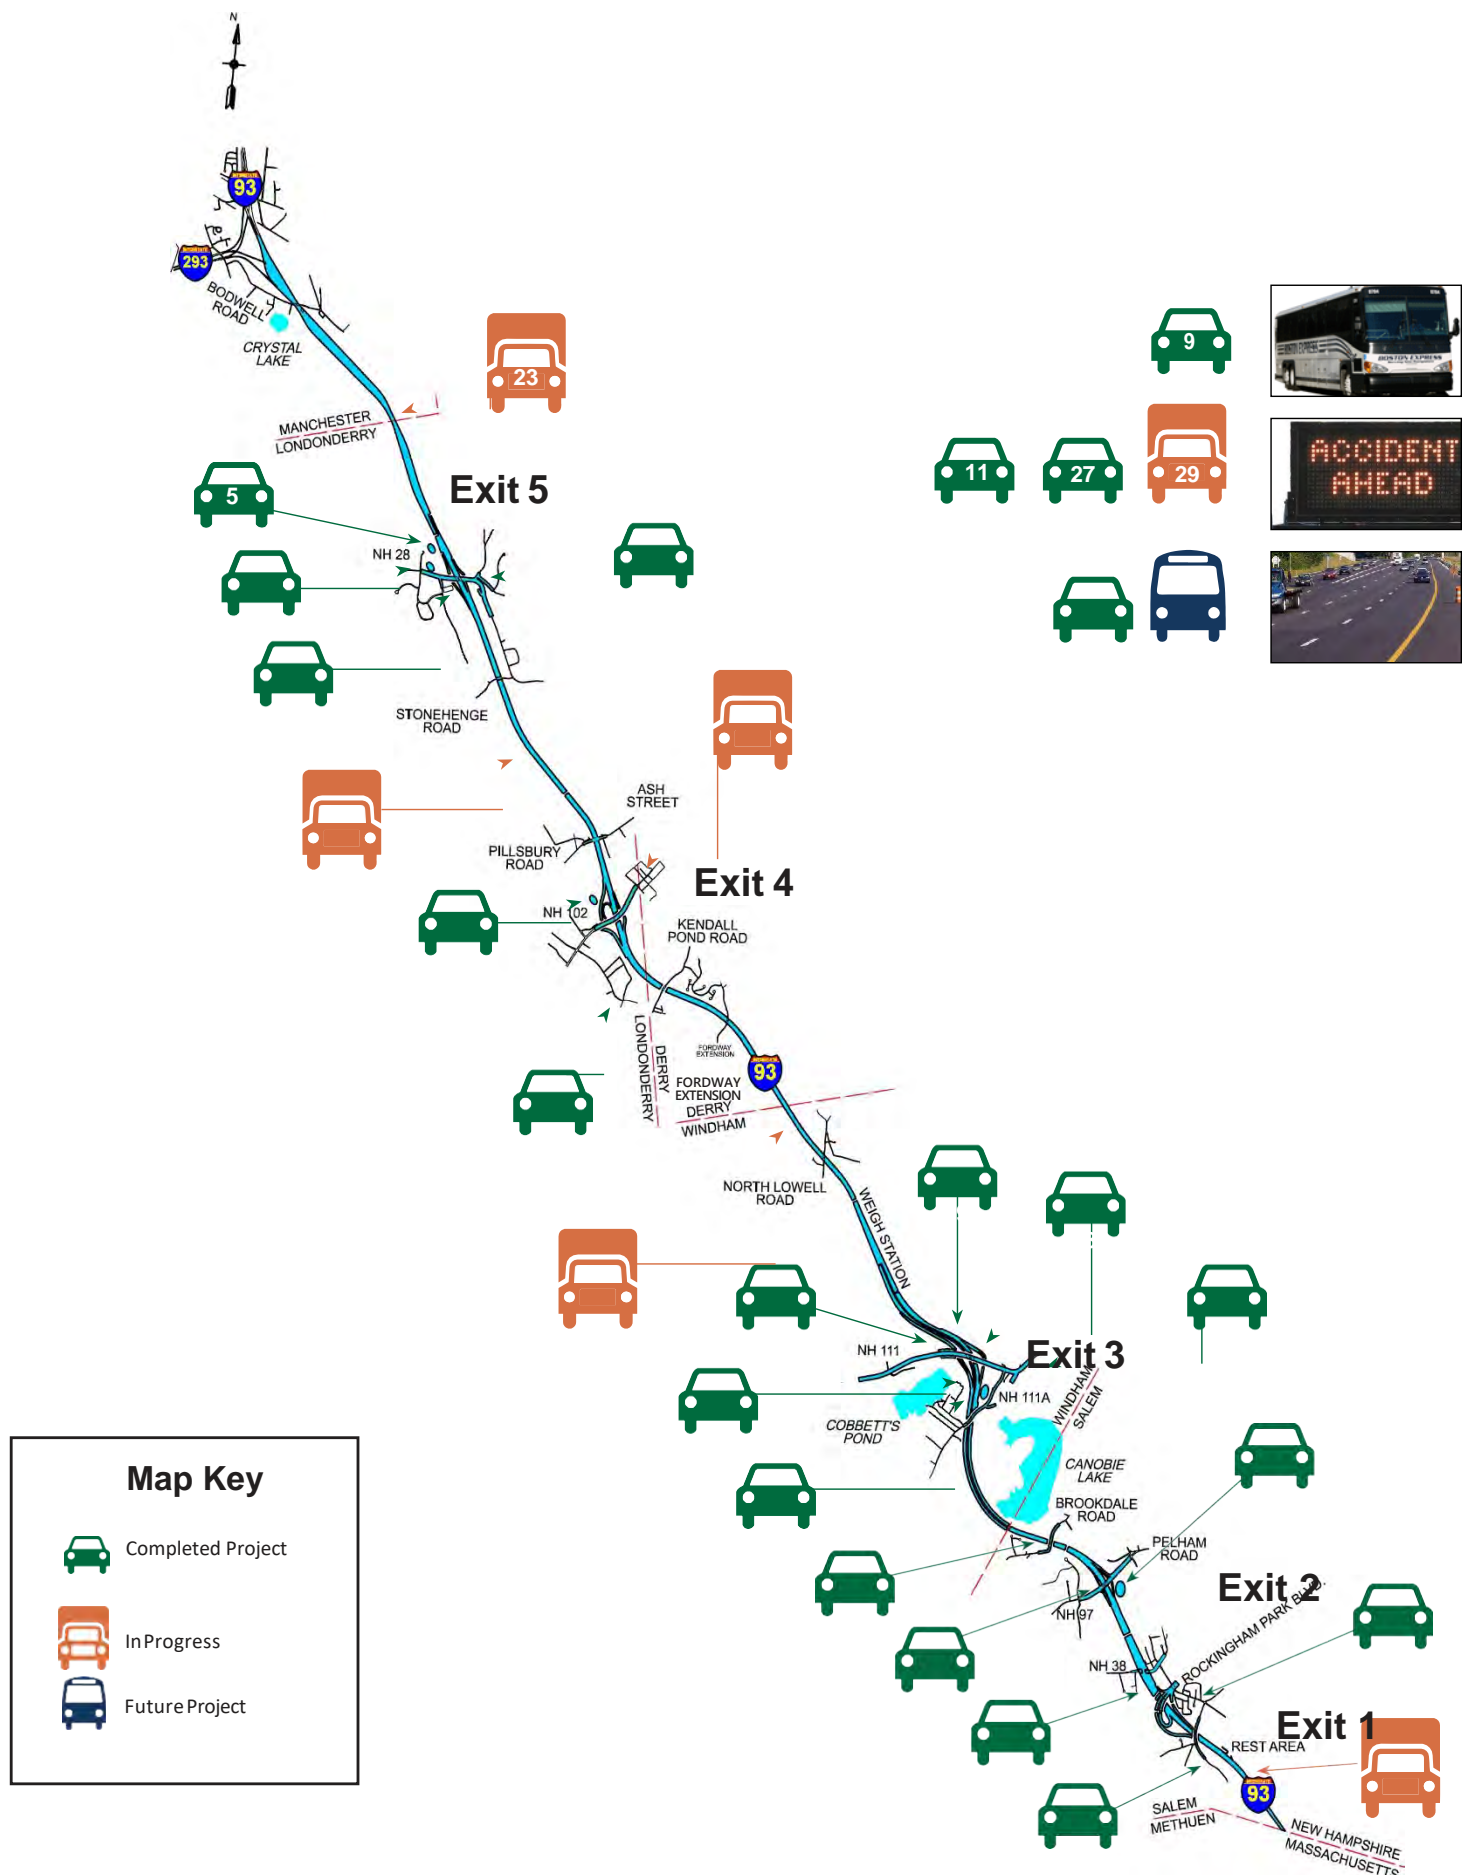 N
93
293
BODWELL
ROAD
CRYSTAL
LAKE
23
9
BOSTON EXPRESS
BOSTON EXPRESS
MANCHESTER
LONDONDERRY
11
27
29
ACCIDENT
AHEAD
5
Exit 5
NH 28
STONEHENGE
ROAD
ASH
STREET
PILLSBURY
ROAD
Exit 4
NH 102
KENDALL
POND ROAD
LONDONDERRY
DERRY
FORDWAY
EXTENSION
93
FORDWAY
EXTENSION
DERRY
WINDHAM
NORTH LOWELL
ROAD
WEIGH STATION
NH 111
Exit 3
NH 111A
WINDHAM
SALEM
COBBETT'S
POND
CANOBIE
LAKE
BROOKDALE
ROAD
PELHAM
ROAD
Exit 2
NH 97
ROCKINGHAM PARK BLVD.
NH 38
Exit 1
REST AREA
93
SALEM
METHUEN
NEW HAMPSHIRE
MASSACHUSETTS
Map Key
Completed Project
In Progress
Future Project